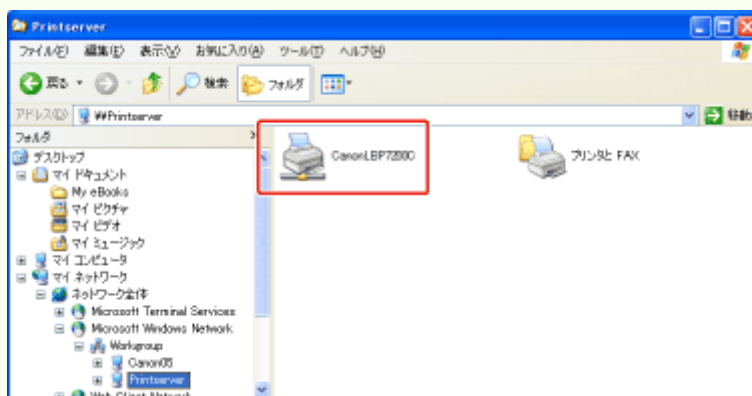 Printserver
ファイル(F) 編集(E) 表示(V) お気に入り(A) ツール(T) ヘルプ(H)
戻る 検索 フォルダ
アドレス(D) ¥¥Printserver 移動
フォルダ ×
デスクトップ
マイ ドキュメント
My eBooks
マイ ピクチャ
マイ ビデオ
マイ ミュージック
マイ コンピュータ
マイ ネットワーク
ネットワーク全体
Microsoft Terminal Services
Microsoft Windows Network
Workgroup
Canon05
Printserver
Web Client Network
CanonLBP7200C
プリンタと FAX